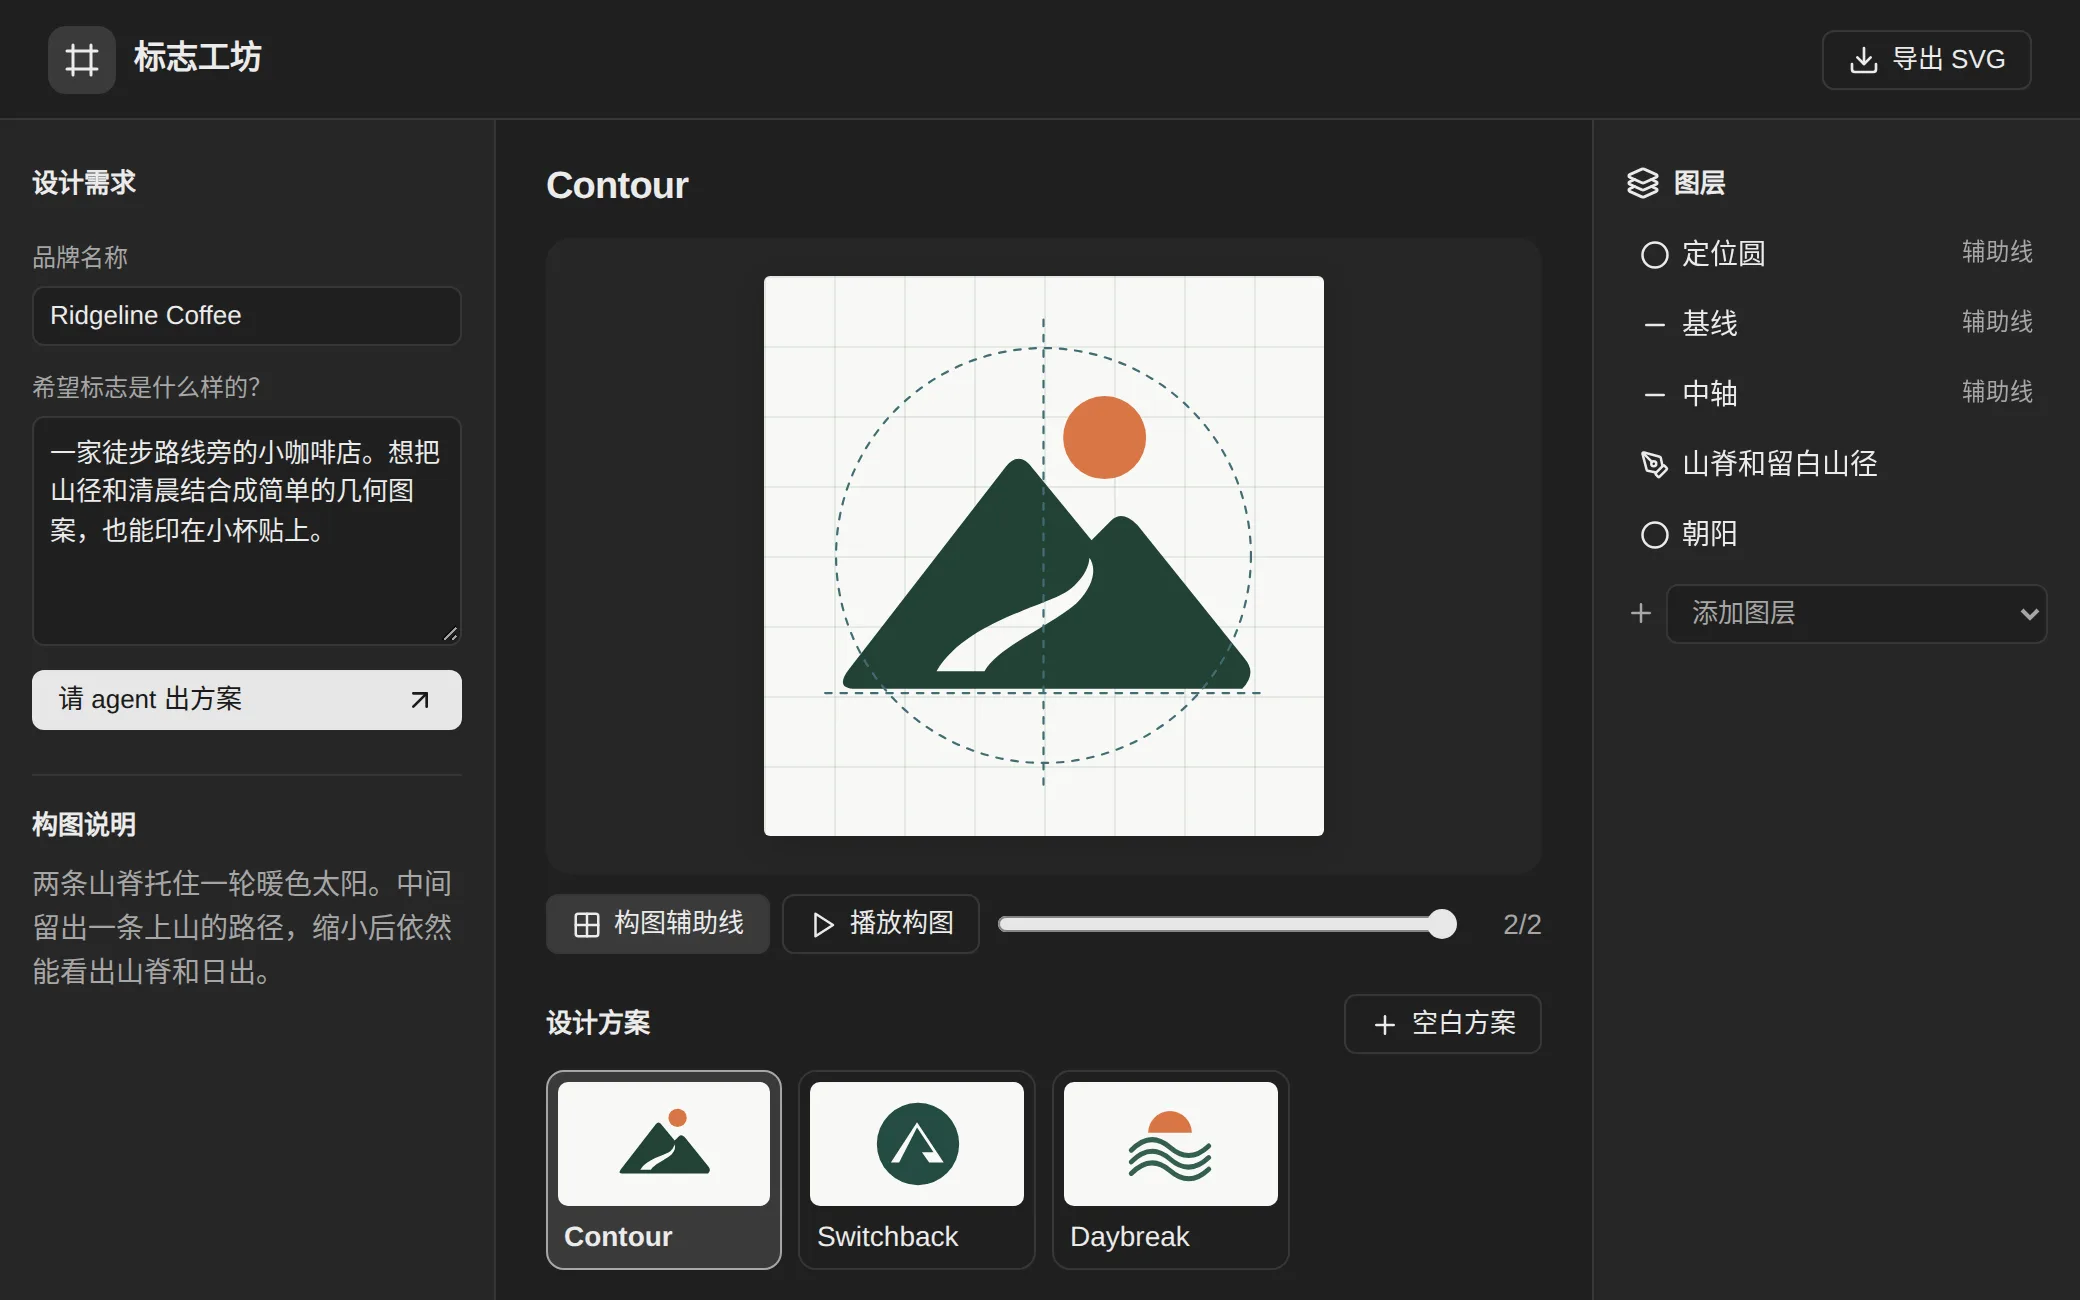 标志工坊
导出 SVG
设计需求
品牌名称
Ridgeline Coffee
希望标志是什么样的?
一家徒步路线旁的小咖啡店。想把
山径和清晨结合成简单的几何图
案，也能印在小杯贴上。
请 agent 出方案
构图说明
两条山脊托住一轮暖色太阳。中间
留出一条上山的路径，缩小后依然
能看出山脊和日出。
Contour
构图辅助线
播放构图
2/2
设计方案
空白方案
Contour
Switchback
Daybreak
图层
定位圆 辅助线
基线 辅助线
中轴 辅助线
山脊和留白山径
朝阳
添加图层